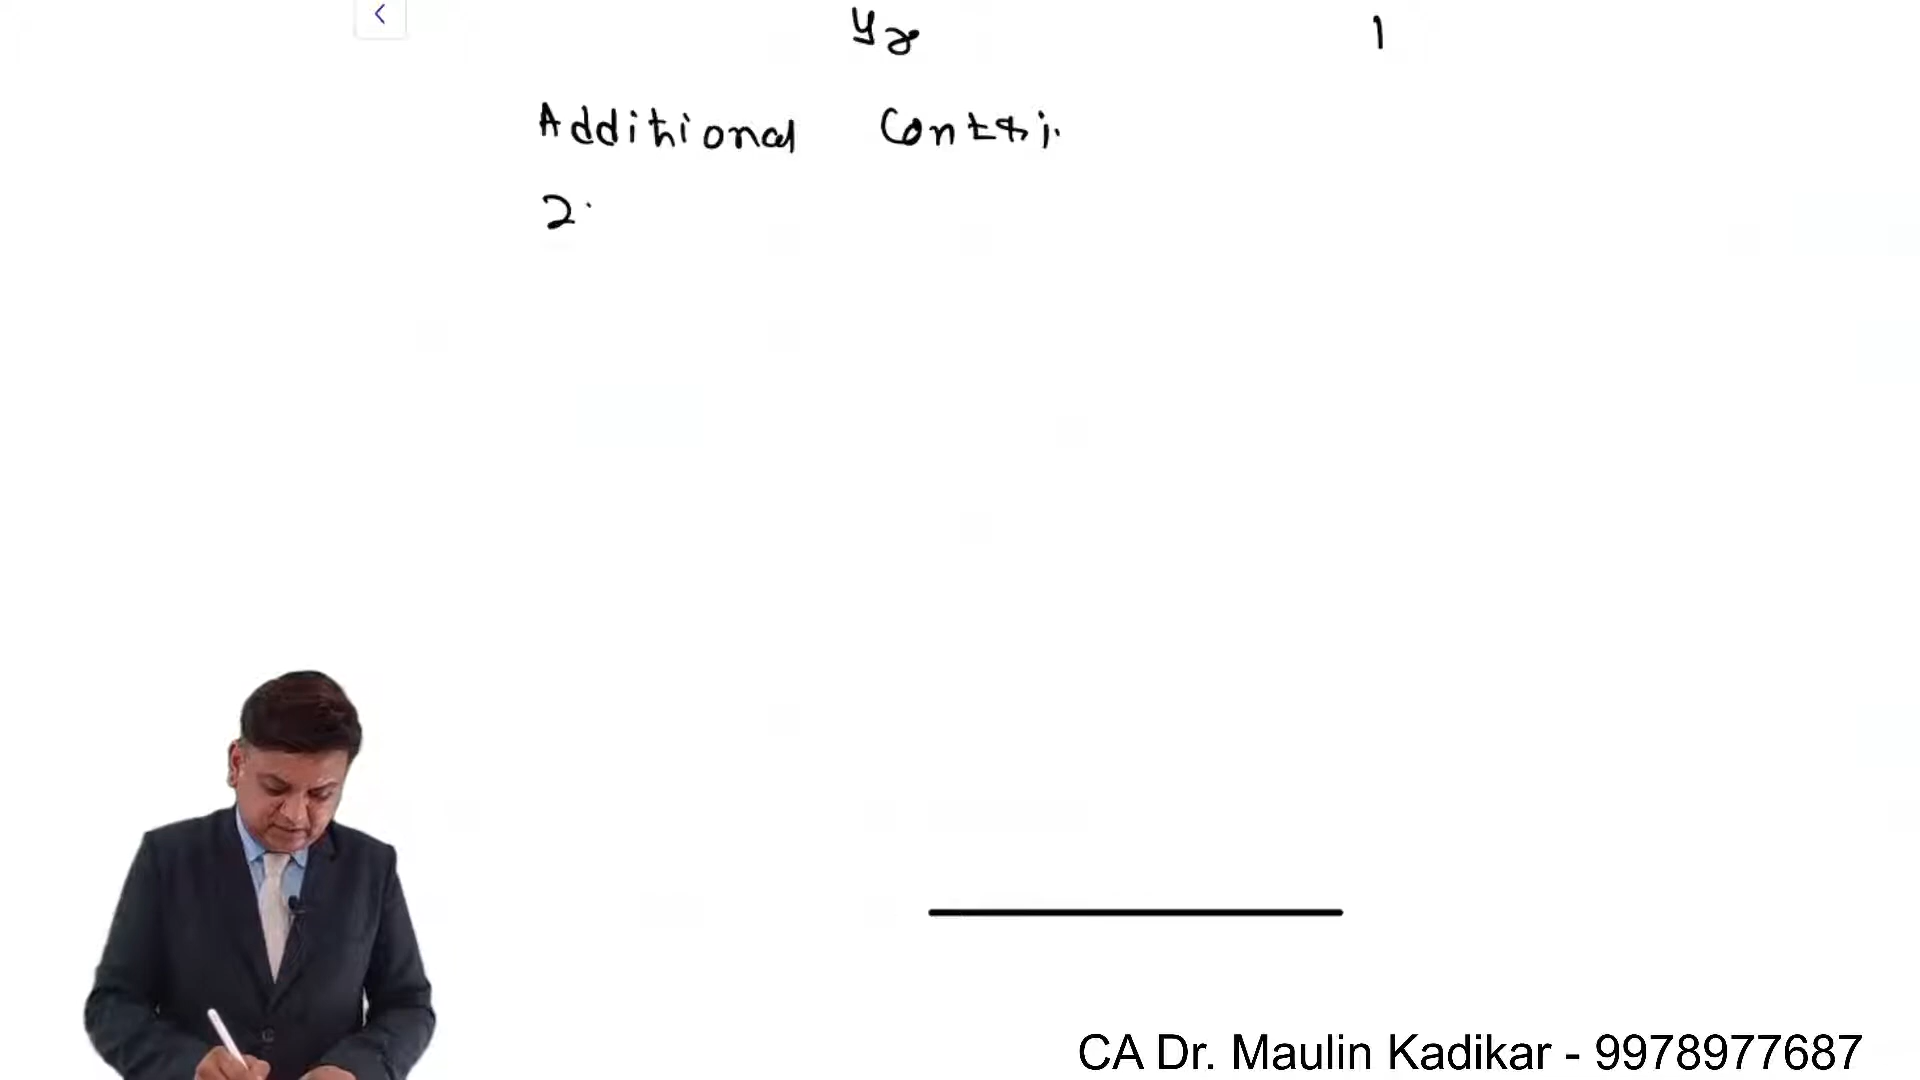 Yr 1
Additional Contri.
2.
CA Dr. Maulin Kadikar - 9978977687